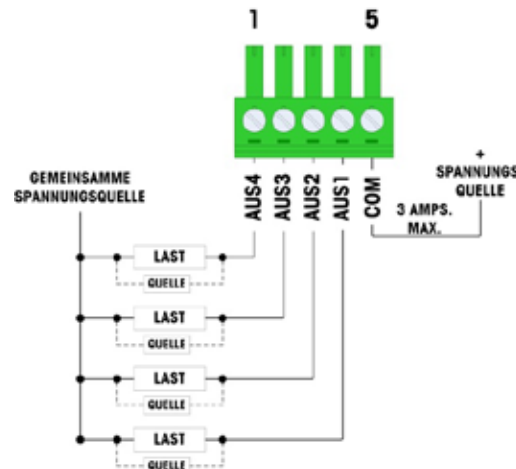 1 5
GEMEINSAMME
SPANNUNGSQUELLE
AUS4
AUS3
AUS2
AUS1
COM
+
SPANNUNGS
QUELLE
3 AMPS.
MAX.
LAST
QUELLE
LAST
QUELLE
LAST
QUELLE
LAST
QUELLE